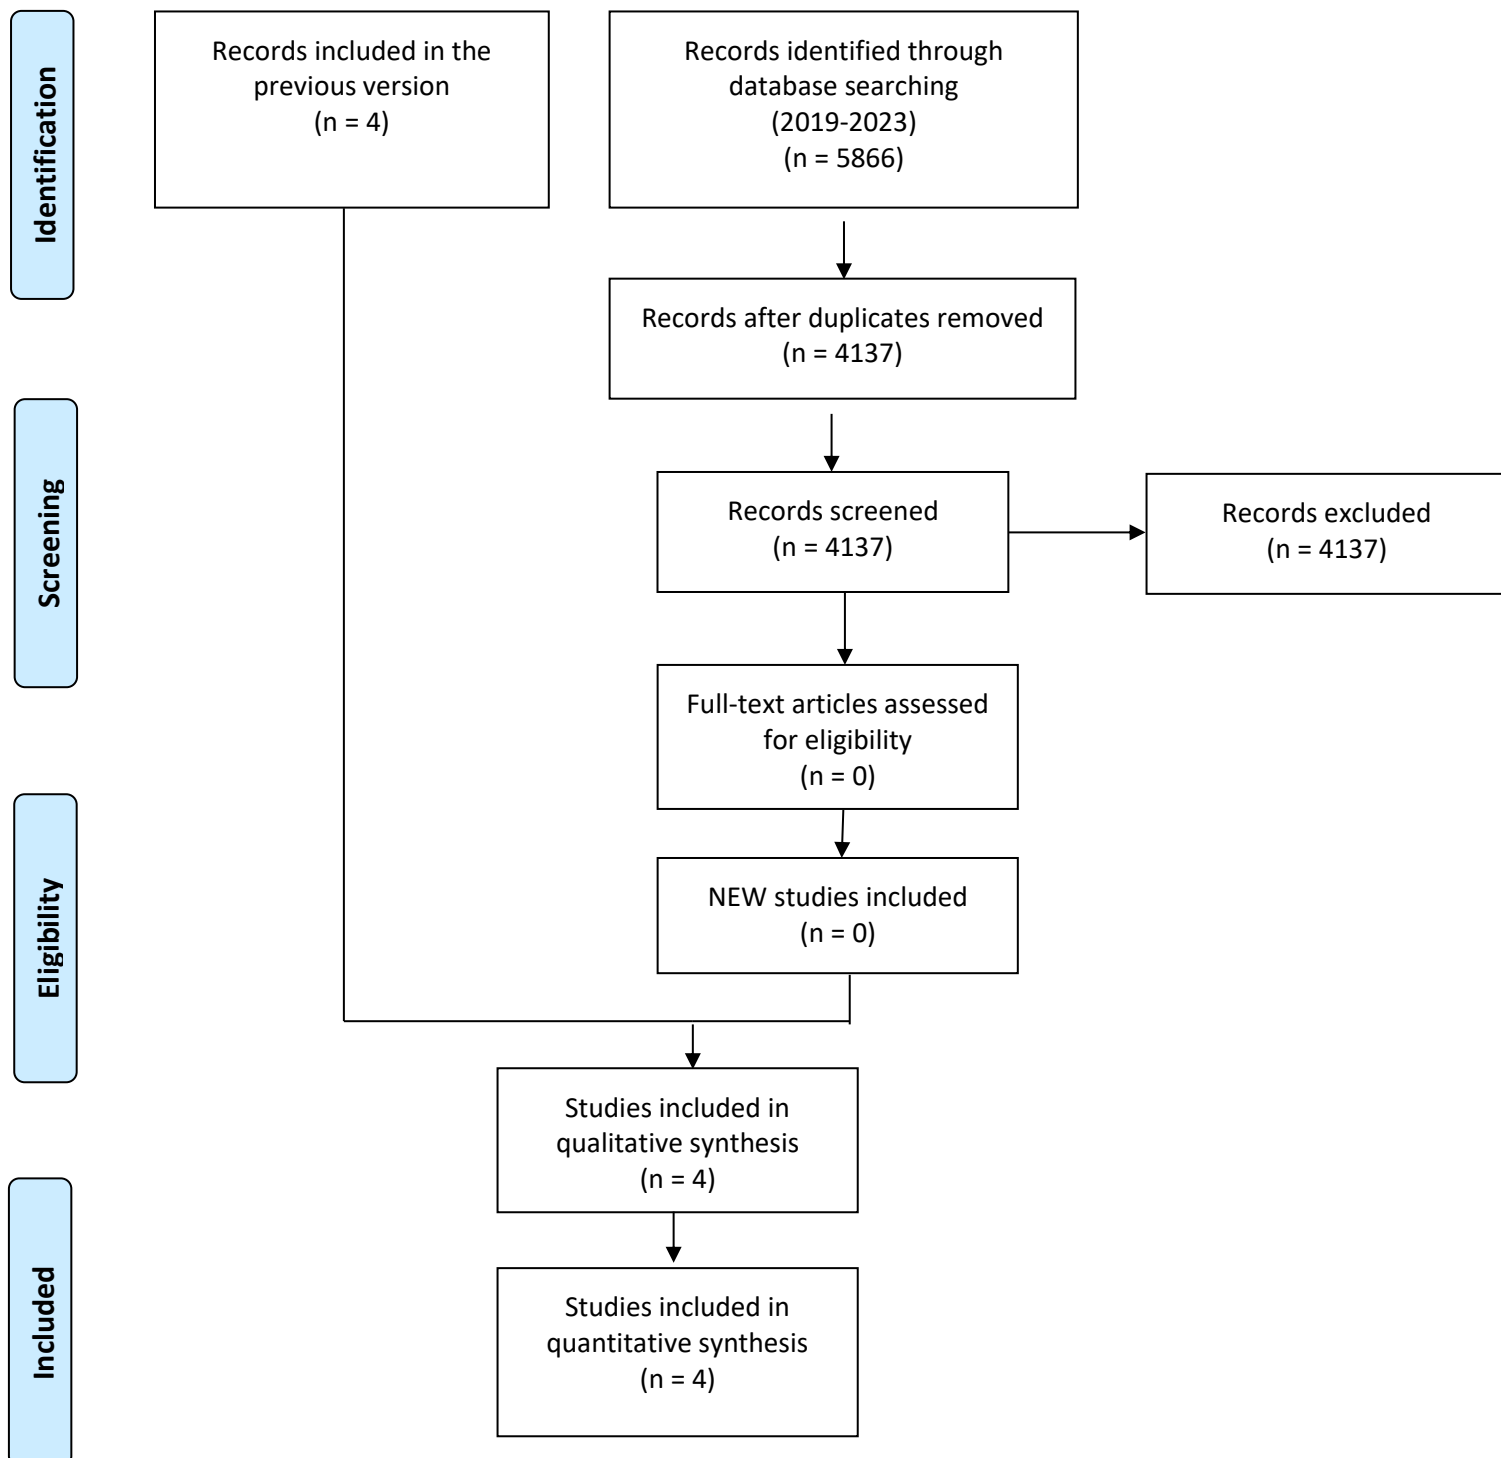 Identification
Records included in the
previous version
(n = 4)
Records identified through
database searching
(2019-2023)
(n = 5866)
Records after duplicates removed
(n = 4137)
Screening
Records screened
(n = 4137)
Records excluded
(n = 4137)
Full-text articles assessed
for eligibility
(n = 0)
Eligibility
NEW studies included
(n = 0)
Studies included in
qualitative synthesis
(n = 4)
Included
Studies included in
quantitative synthesis
(n = 4)